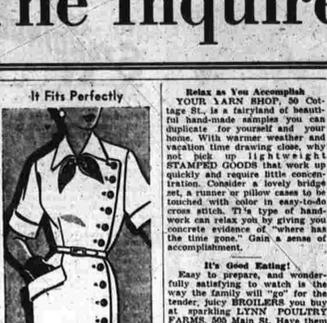 he Inquire
It Fits Perfectly
Relax as You Accomplish
YOUR YARN SHOP, 50 Cot-
tage St., is a fairyland of beauti-
ful hand-made samples you can
duplicate for yourself and your
home. With warmer weather and
vacation time drawing close, why
not pick up lightweight
STAMPED GOODS that work up
quickly and require little concen-
tration. Consider a lovely bridge
set, a runner or pillow cases to be
touched with color in easy-to-do
cross stitch. This type of hand-
work can relax you by giving you
concrete evidence of "where has
the time gone." Gain a sense of
accomplishment.
It's Good Eating!
Easy to prepare, and wonder-
fully satisfying to watch is the
way the family will "go" for the
tender, juicy BROILERS you buy
at sparkling LYNN POULTRY
FARMS, 505 Main St. Have them